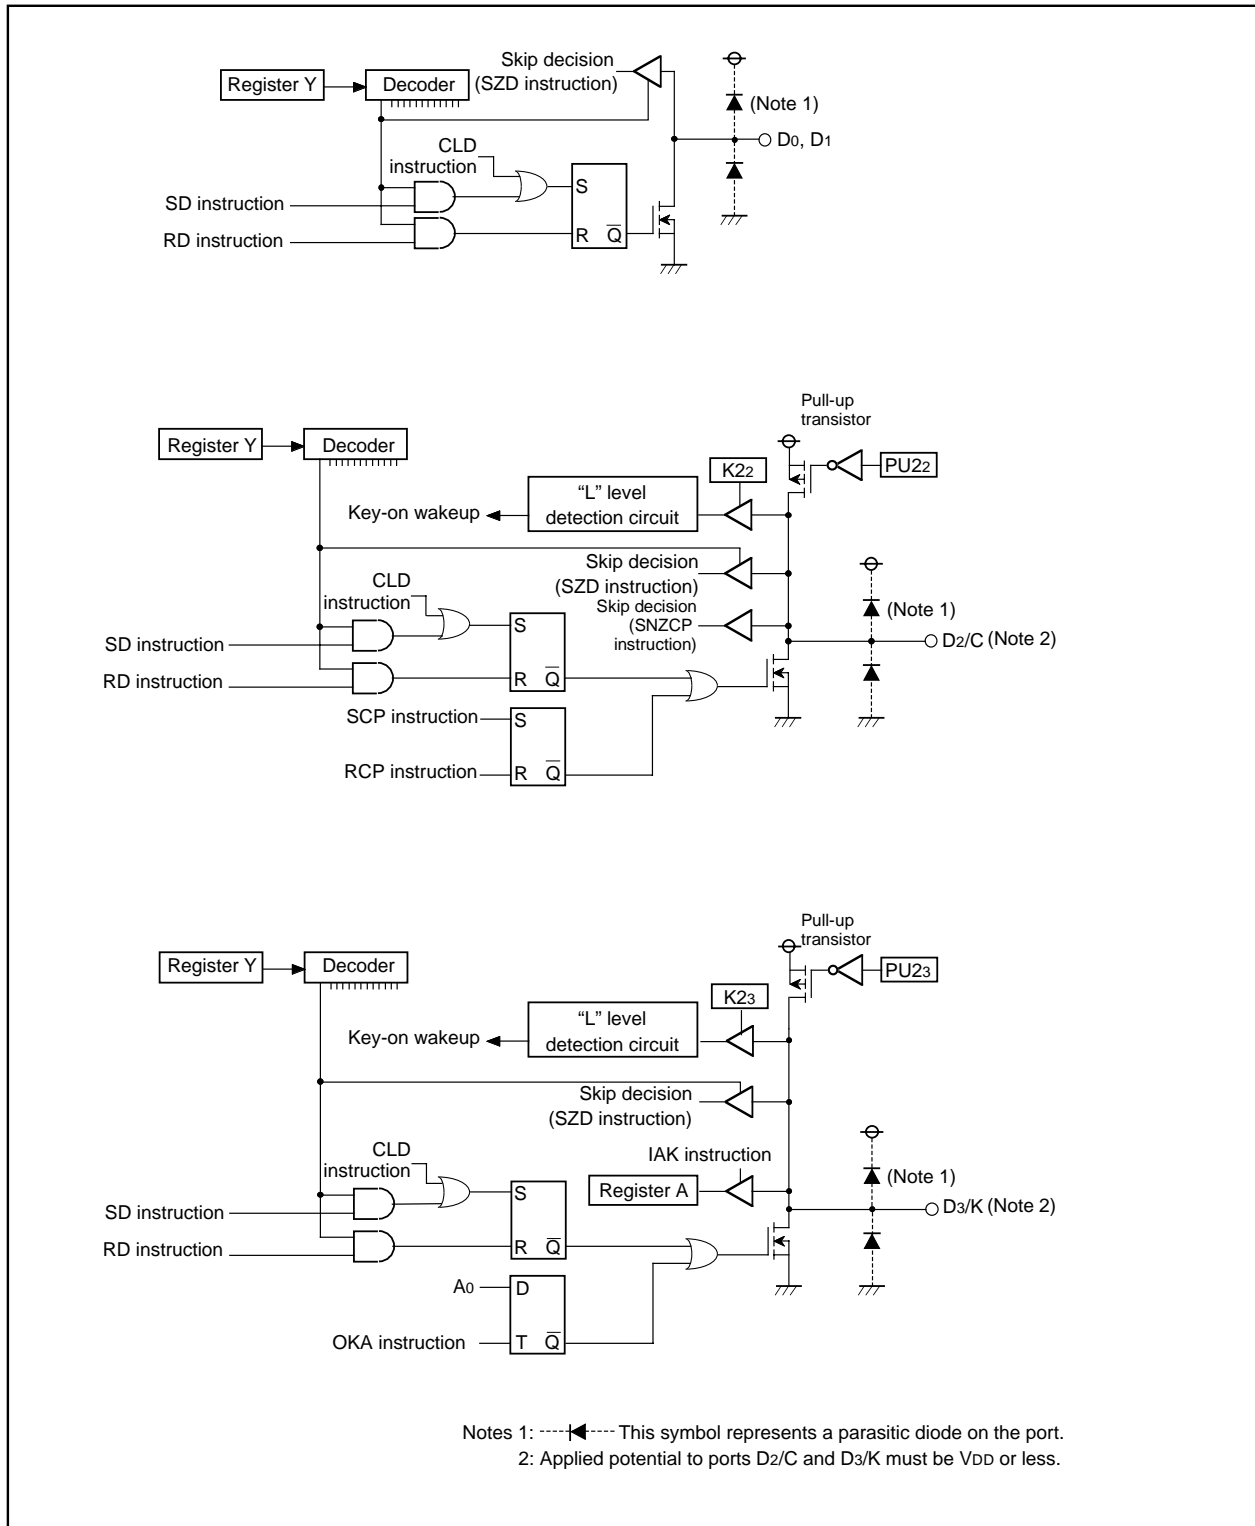 Skip decision
(SZD instruction)
Register Y
Decoder
(Note 1)
D0, D1
CLD
instruction
SD instruction
RD instruction
S
R Q
Pull-up
transistor
Register Y
Decoder
K22
PU22
Key-on wakeup
“L” level
detection circuit
Skip decision
(SZD instruction)
CLD
instruction
Skip decision
(SNZCP
instruction)
(Note 1)
S
SD instruction
D2/C (Note 2)
RD instruction
R Q
SCP instruction
S
RCP instruction
R Q
Pull-up
transistor
Register Y
Decoder
K23
PU23
Key-on wakeup
“L” level
detection circuit
Skip decision
(SZD instruction)
CLD
instruction
IAK instruction
(Note 1)
S
Register A
SD instruction
D3/K (Note 2)
RD instruction
R Q
A0
D
OKA instruction
T Q
Notes 1: This symbol represents a parasitic diode on the port.
2: Applied potential to ports D2/C and D3/K must be VDD or less.